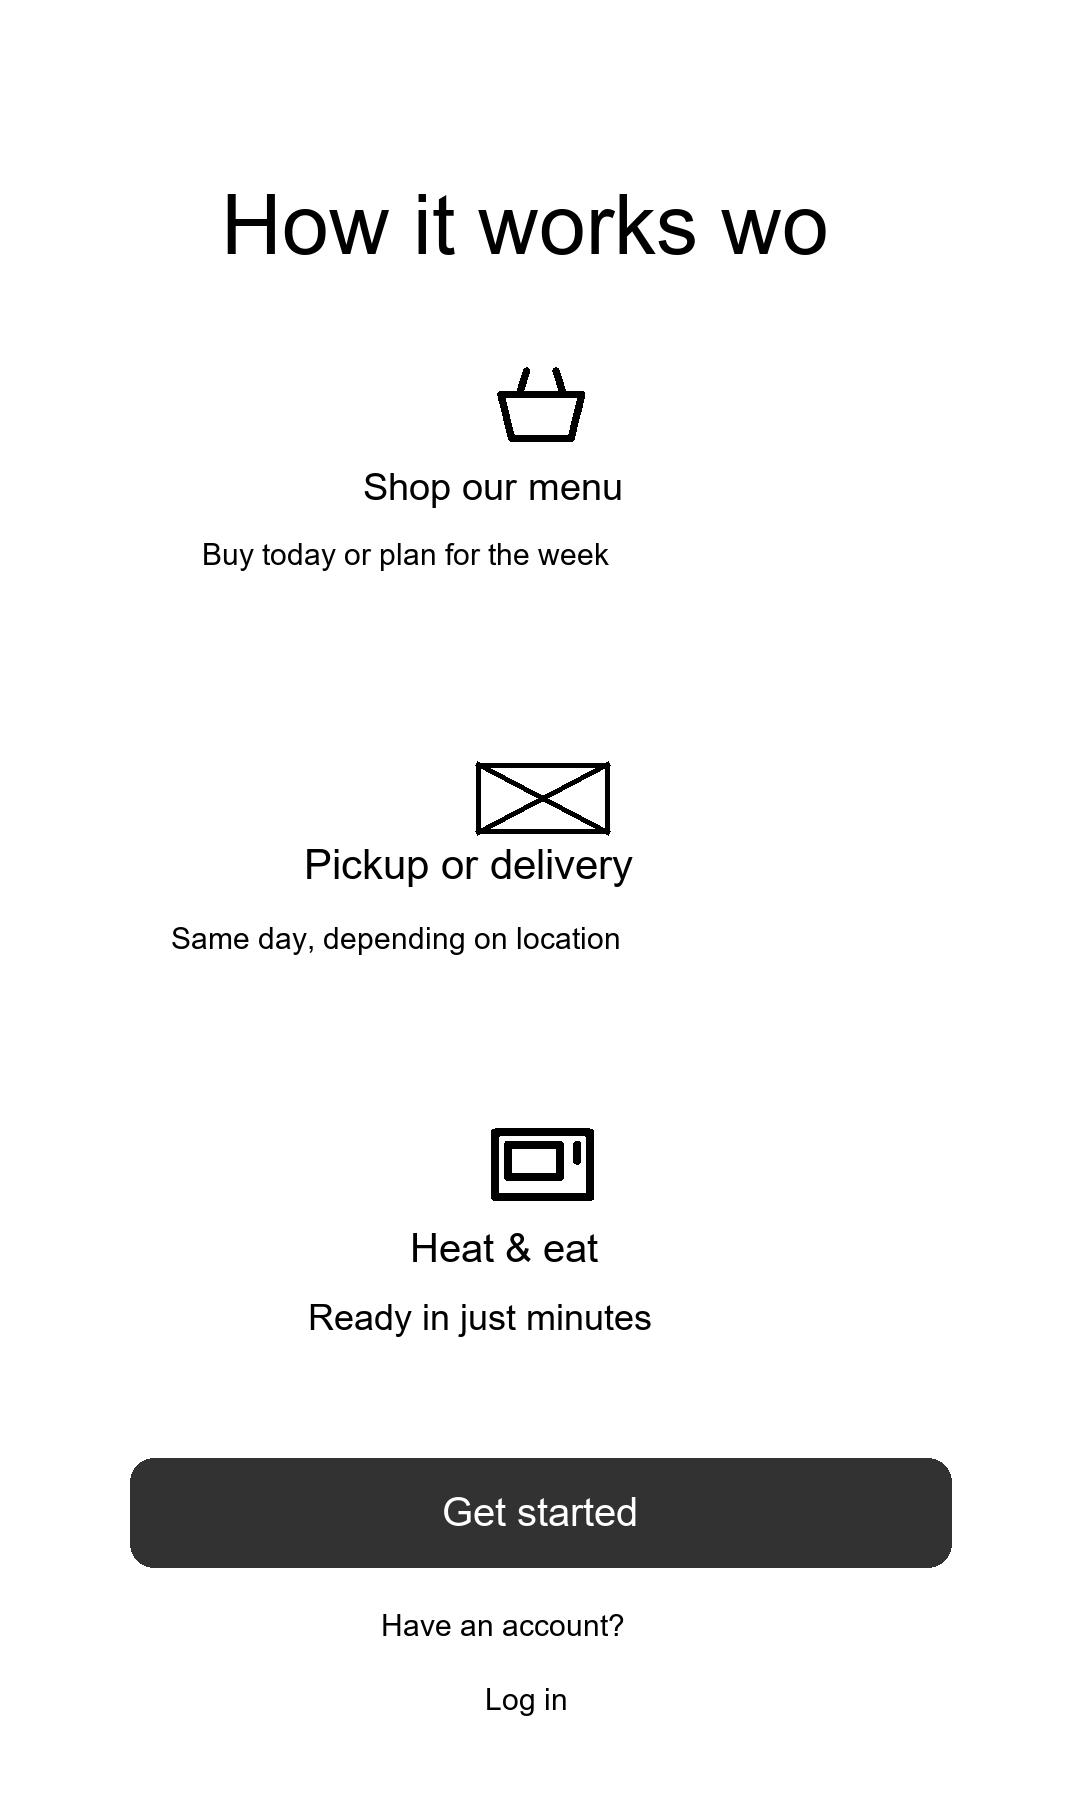 How it works wo
Shop our menu
Buy today or plan for the week
Pickup or delivery
Same day, depending on location
Heat & eat
Ready in just minutes
Get started
Have an account?
Log in